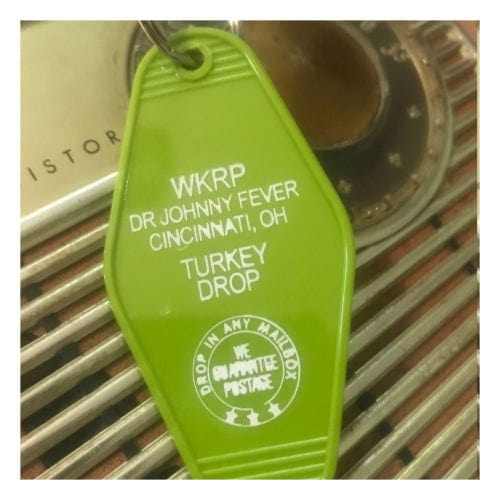 ISTOR
WKRP
DR JOHNNY FEVER
CINCINNATI, OH
TURKEY
DROP
DROP IN ANY MAILBOX
WE
GUARANTEE
POSTAGE